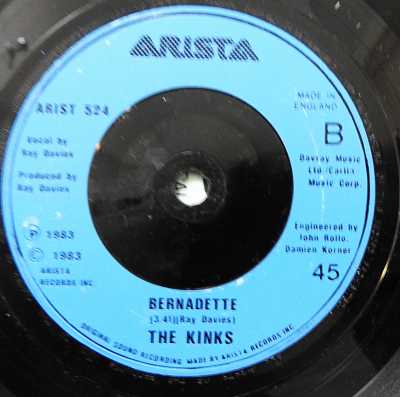 ARISTA
ARIST 524
MADE IN
ENGLAND
B
Vocal by
Ray Davies
Produced by
Ray Davies
Davray Music
Ltd/Carlin
Music Corp.
Ⓟ 1983
© 1983
ARISTA
RECORDS INC.
Engineered by
John Rollo.
Damien Korner
45
BERNADETTE
(3.41)(Ray Davies)
THE KINKS
ORIGINAL SOUND RECORDING MADE BY ARISTA RECORDS INC.